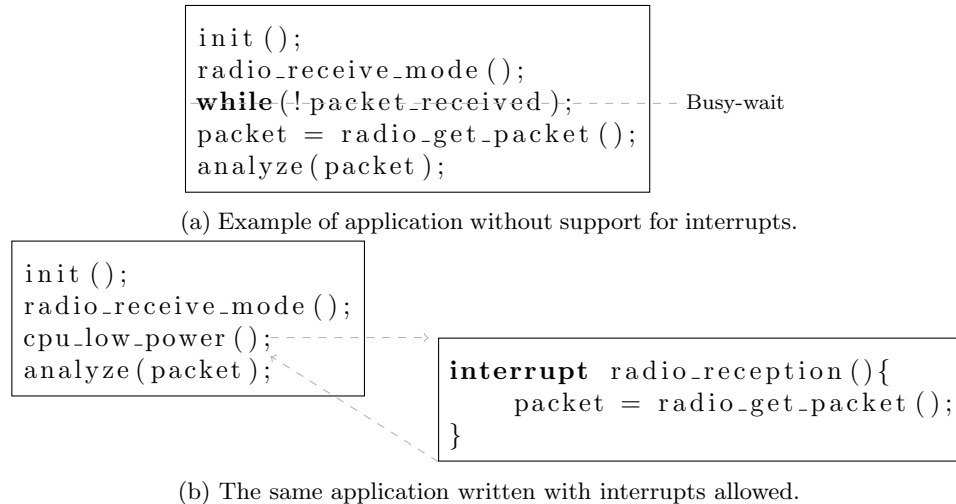 init();
radio_receive_mode();
while(!packet_received); Busy-wait
packet = radio_get_packet();
analyze(packet);
(a) Example of application without support for interrupts.
init();
radio_receive_mode();
cpu_low_power();
analyze(packet);
interrupt radio_reception(){
packet = radio_get_packet();
}
(b) The same application written with interrupts allowed.